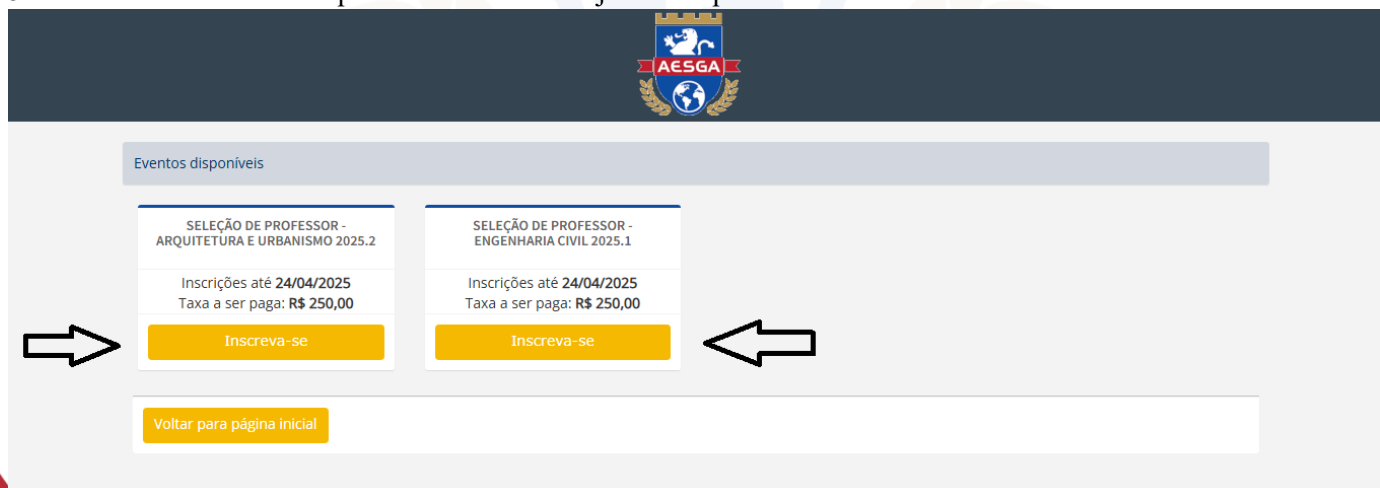 AESGA
Eventos disponíveis
SELEÇÃO DE PROFESSOR -
ARQUITETURA E URBANISMO 2025.2
Inscrições até 24/04/2025
Taxa a ser paga: R$ 250,00
Inscreva-se
SELEÇÃO DE PROFESSOR -
ENGENHARIA CIVIL 2025.1
Inscrições até 24/04/2025
Taxa a ser paga: R$ 250,00
Inscreva-se
Voltar para página inicial